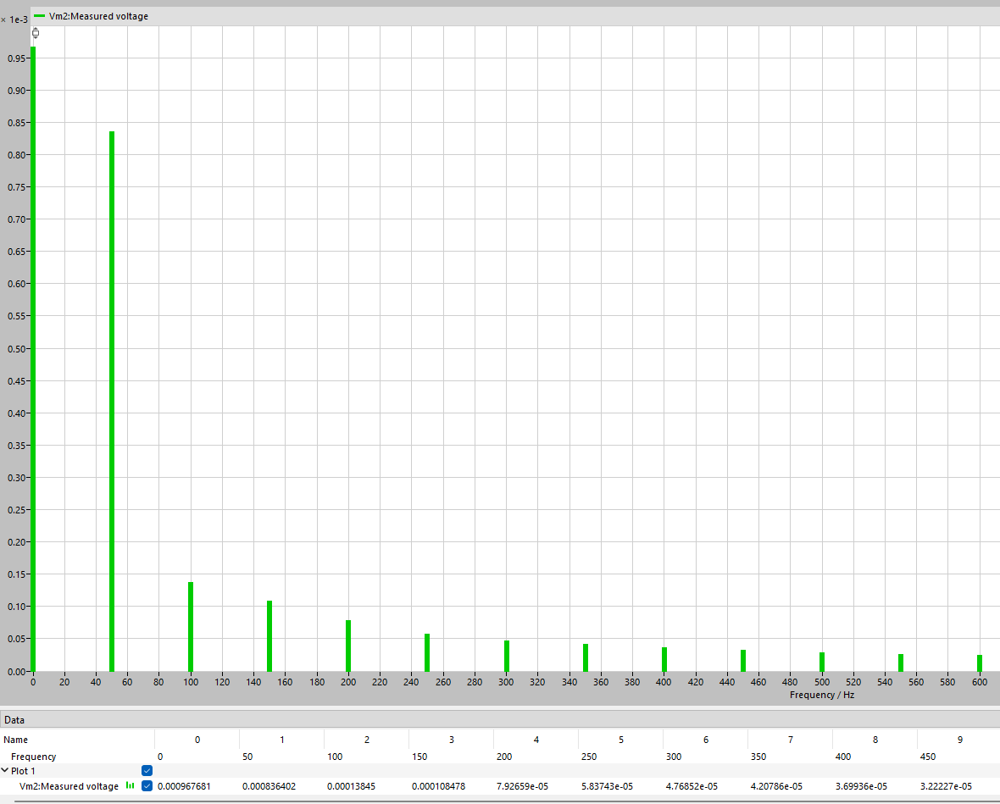 × 1e-3
Vm2:Measured voltage
0.95
0.90
0.85
0.80
0.75
0.70
0.65
0.60
0.55
0.50
0.45
0.40
0.35
0.30
0.25
0.20
0.15
0.10
0.05
0.00
0 20 40 60 80 100 120 140 160 180 200 220 240 260 280 300 320 340 360 380 400 420 440 460 480 500 520 540 560 580 600
Frequency / Hz
Data
Name 0 1 2 3 4 5 6 7 8 9
Frequency 0 50 100 150 200 250 300 350 400 450
Plot 1
Vm2:Measured voltage 0.000967681 0.000836402 0.00013845 0.000108478 7.92659e-05 5.83743e-05 4.76852e-05 4.20786e-05 3.69936e-05 3.22227e-05